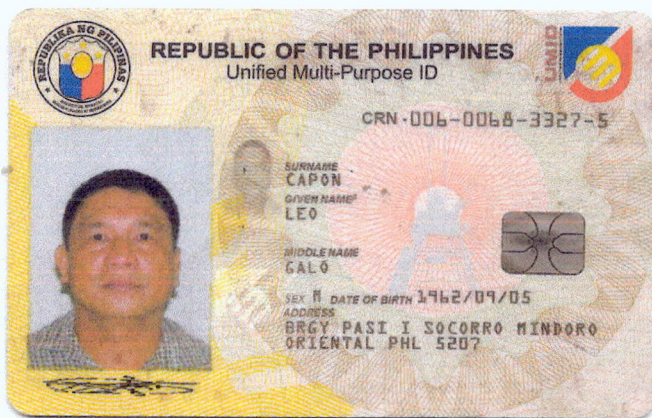 REPUBLIKA NG PILIPINAS
REPUBLIC OF THE PHILIPPINES
Unified Multi-Purpose ID
UMID
CRN-006-0068-3327-5
SURNAME
CAPON
GIVEN NAME
LEO
MIDDLE NAME
GALO
SEX M DATE OF BIRTH 1962/09/05
ADDRESS
BRGY PASI I SOCORRO MINDORO
ORIENTAL PHL 5207